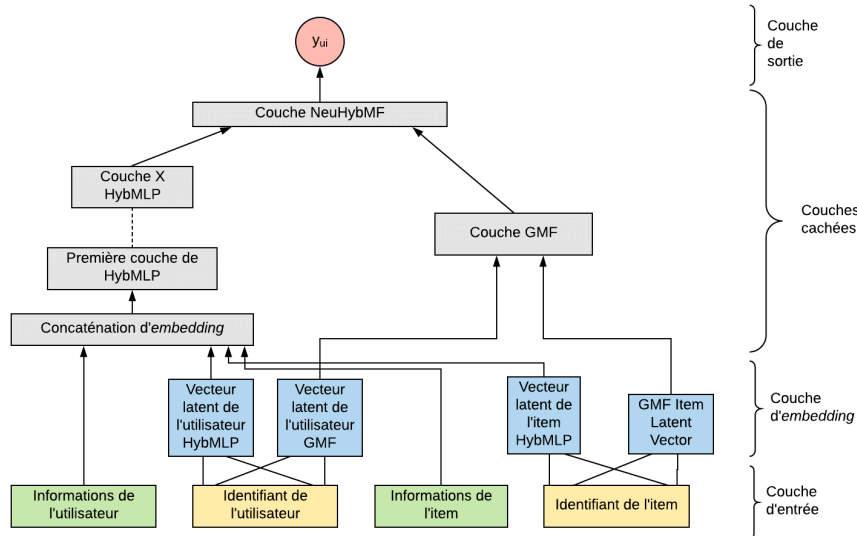 Couche
de
sortie
y_ui
Couche NeuHybMF
Couche X
HybMLP
Couches
cachées
Couche GMF
Première couche de
HybMLP
Concaténation d'embedding
Vecteur
latent de
l'utilisateur
HybMLP
Vecteur
latent de
l'utilisateur
GMF
Vecteur
latent de
l'item
HybMLP
GMF Item
Latent
Vector
Couche
d'embedding
Informations de
l'utilisateur
Identifiant de
l'utilisateur
Informations de
l'item
Identifiant de l'item
Couche
d'entrée